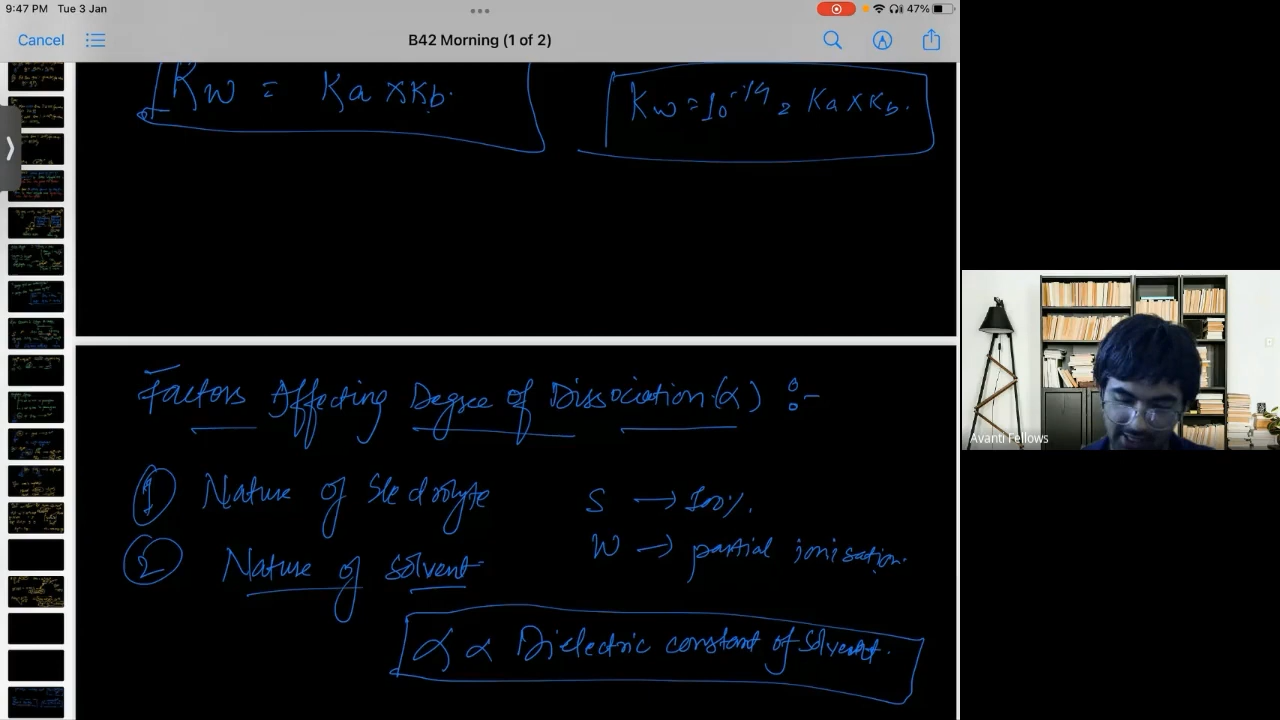 9:47 PM Tue 3 Jan
47%
Cancel
B42 Morning (1 of 2)
Kw = Ka × Kb.
Kw = 10⁻¹⁴ = Ka × Kb.
Factors Affecting Degree of Dissociation (α) :-
① Nature of Electrolyte
S → 100%.
W → partial ionisation.
② Nature of solvent
α ∝ Dielectric constant of Solvent.
Avanti Fellows